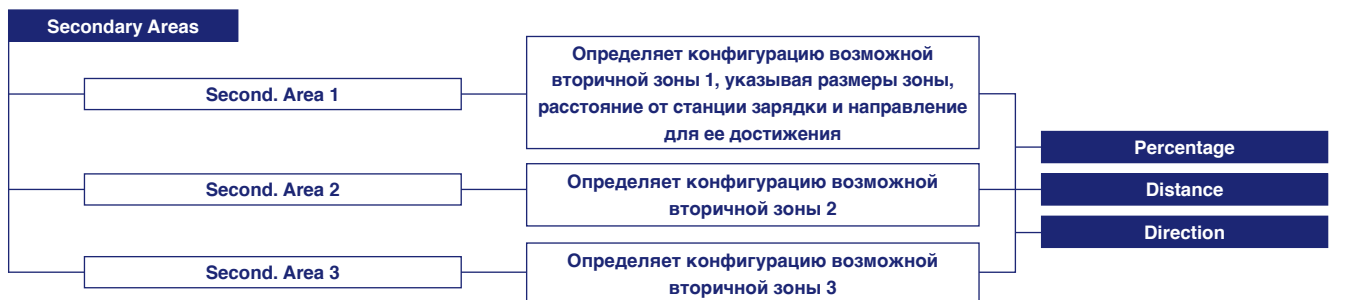 Secondary Areas
Second. Area 1
Определяет конфигурацию возможной
вторичной зоны 1, указывая размеры зоны,
расстояние от станции зарядки и направление
для ее достижения
Second. Area 2
Определяет конфигурацию возможной
вторичной зоны 2
Second. Area 3
Определяет конфигурацию возможной
вторичной зоны 3
Percentage
Distance
Direction